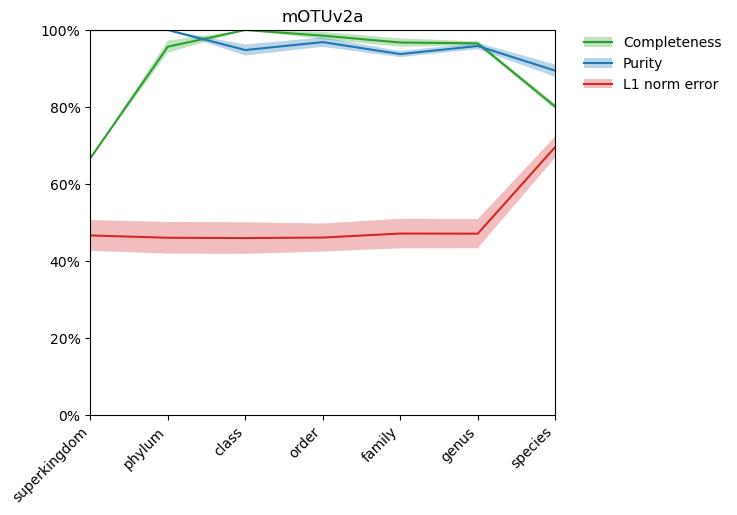 mOTUv2a
100%
80%
60%
40%
20%
0%
superkingdom
phylum
class
order
family
genus
species
Completeness
Purity
L1 norm error